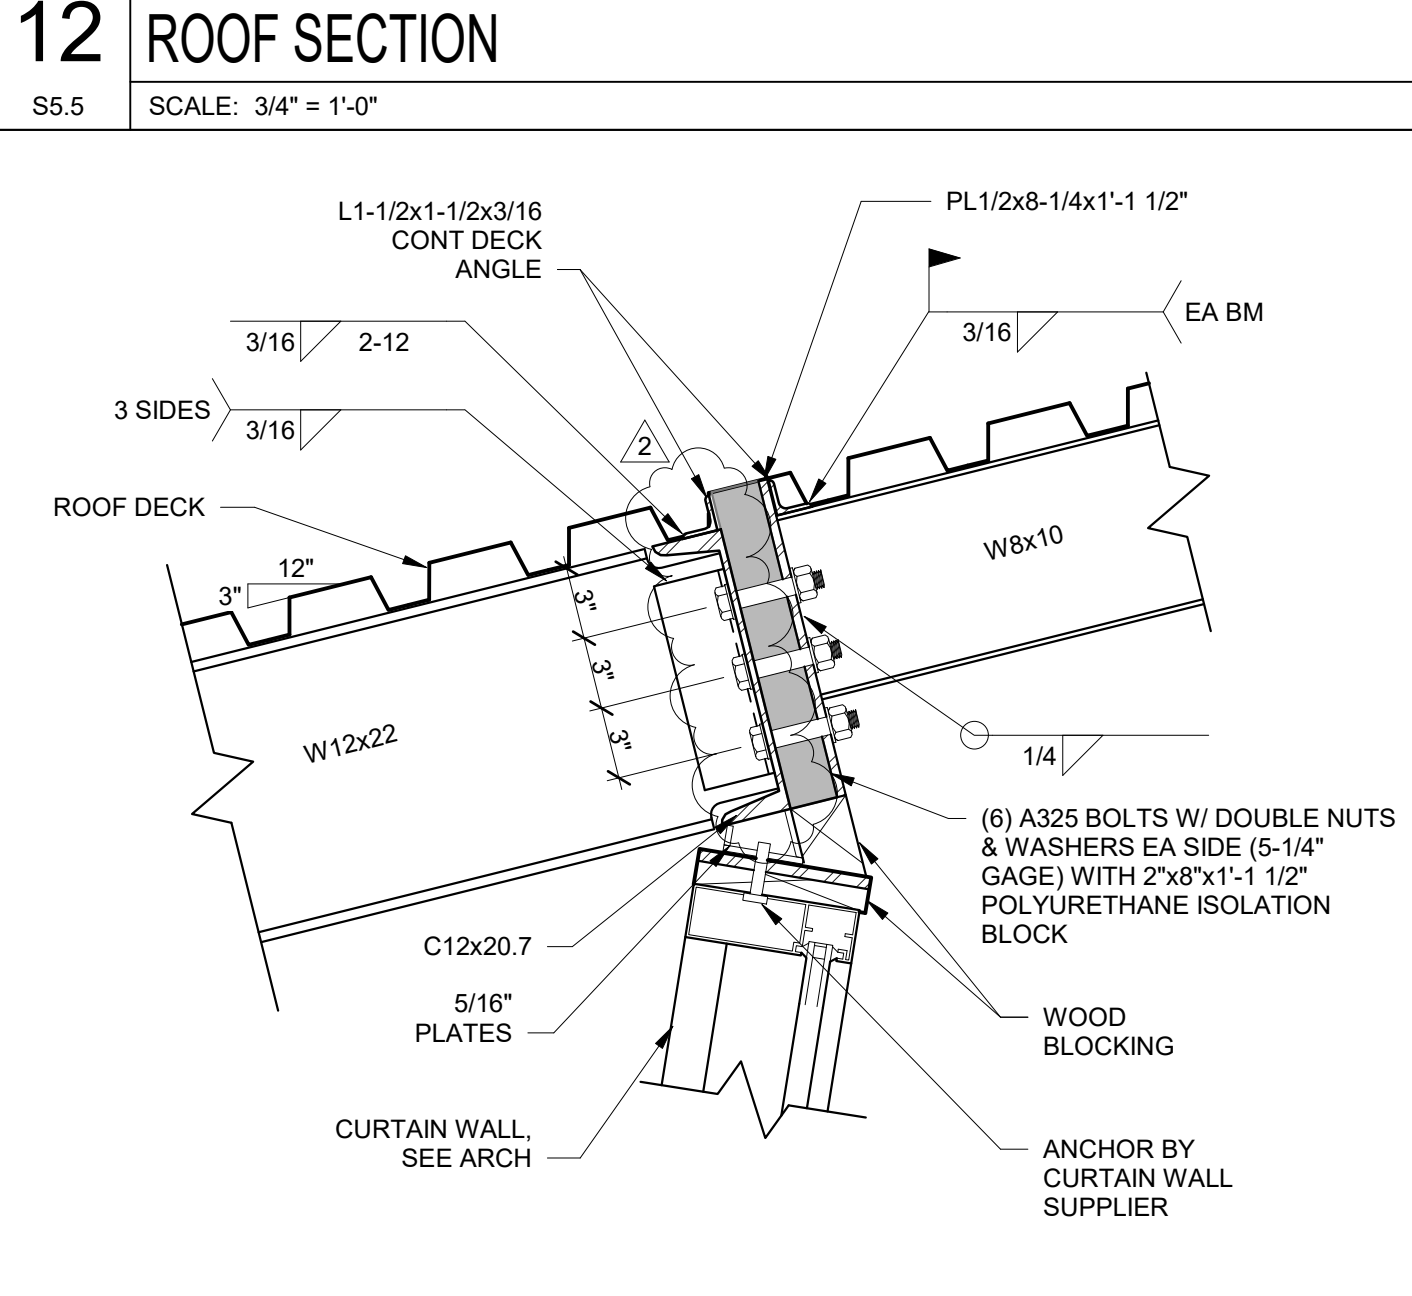 12
ROOF SECTION
S5.5
SCALE: 3/4" = 1'-0"
L1-1/2x1-1/2x3/16
CONT DECK
ANGLE
PL1/2x8-1/4x1'-1 1/2"
3/16
2-12
3/16
EA BM
3 SIDES
3/16
2
ROOF DECK
12"
3"
W8x10
3"
3"
3"
W12x22
1/4
(6) A325 BOLTS W/ DOUBLE NUTS
& WASHERS EA SIDE (5-1/4"
GAGE) WITH 2"x8"x1'-1 1/2"
POLYURETHANE ISOLATION
BLOCK
C12x20.7
5/16"
PLATES
WOOD
BLOCKING
CURTAIN WALL,
SEE ARCH
ANCHOR BY
CURTAIN WALL
SUPPLIER